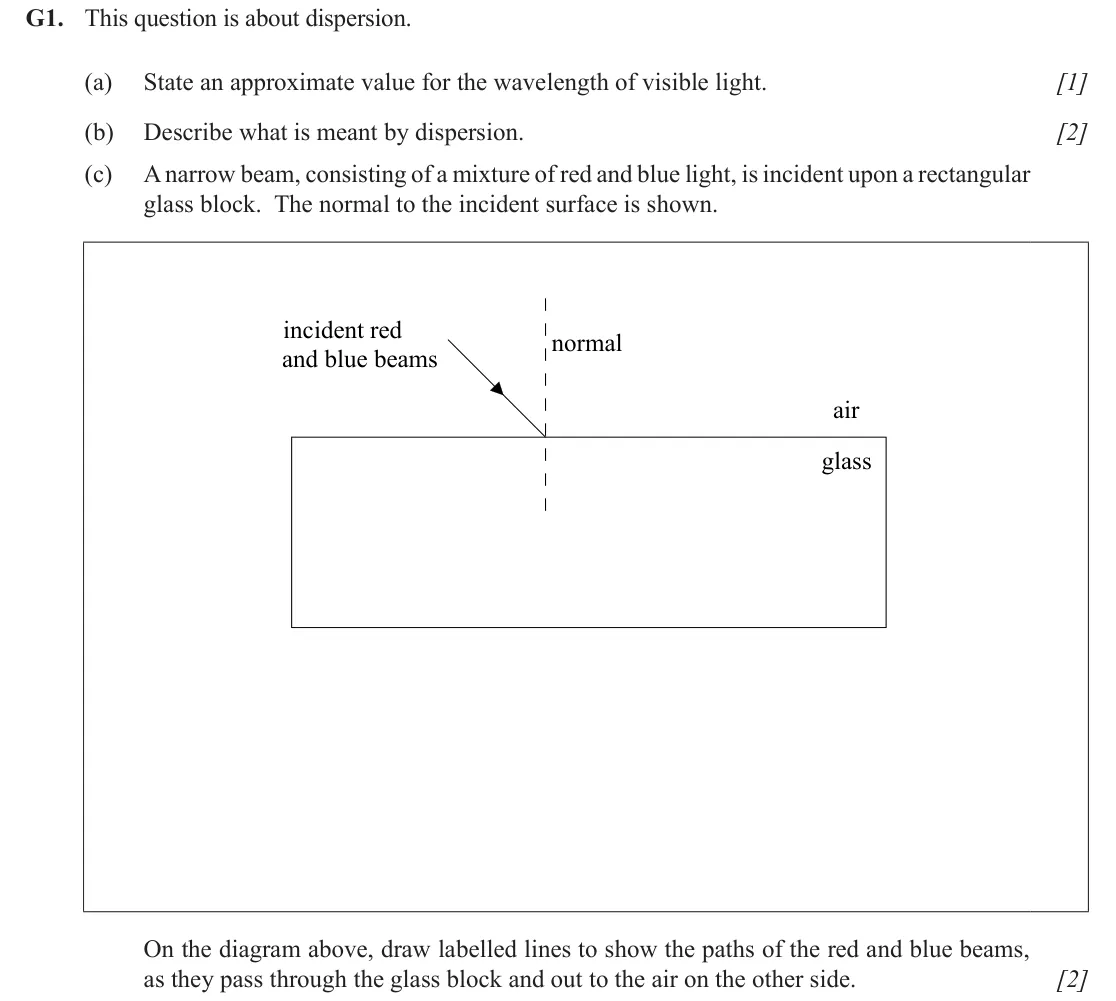 G1. This question is about dispersion.
(a) State an approximate value for the wavelength of visible light. [1]
(b) Describe what is meant by dispersion. [2]
(c) A narrow beam, consisting of a mixture of red and blue light, is incident upon a rectangular
glass block. The normal to the incident surface is shown.
incident red
and blue beams
normal
air
glass
On the diagram above, draw labelled lines to show the paths of the red and blue beams,
as they pass through the glass block and out to the air on the other side. [2]